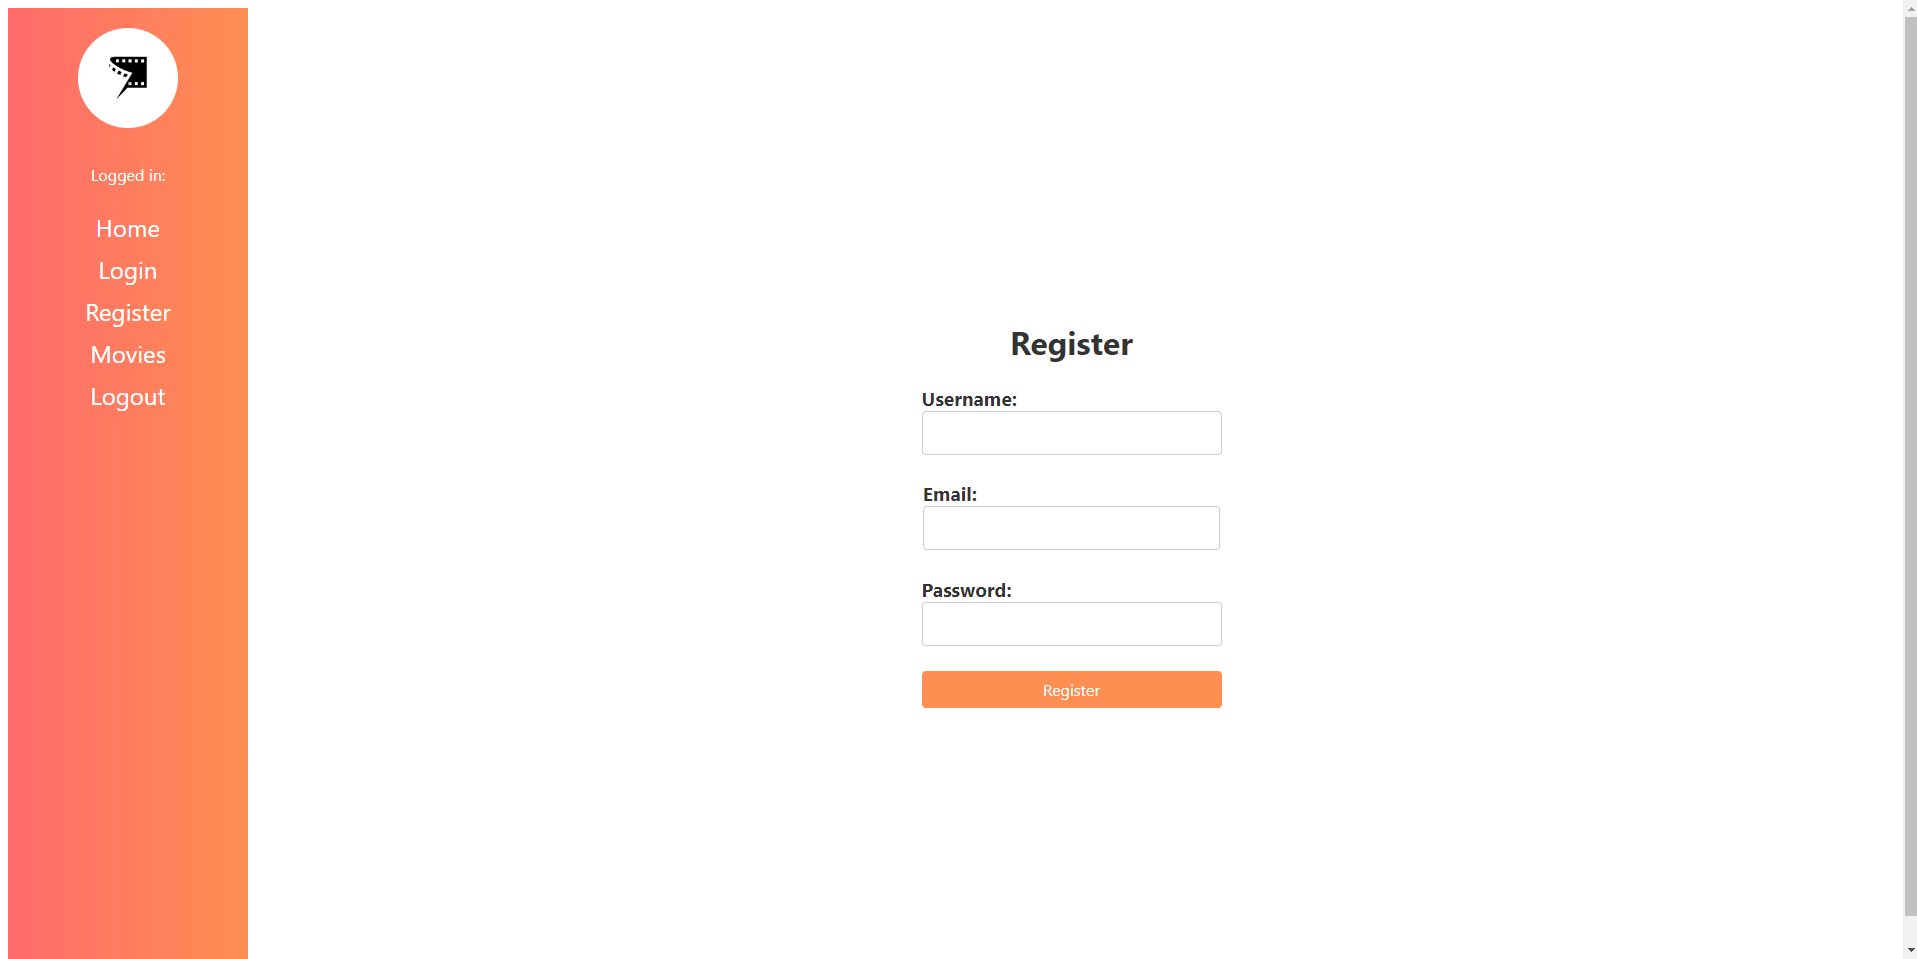 Logged in:
Home
Login
Register
Movies
Logout
Register
Username:
Email:
Password:
Register